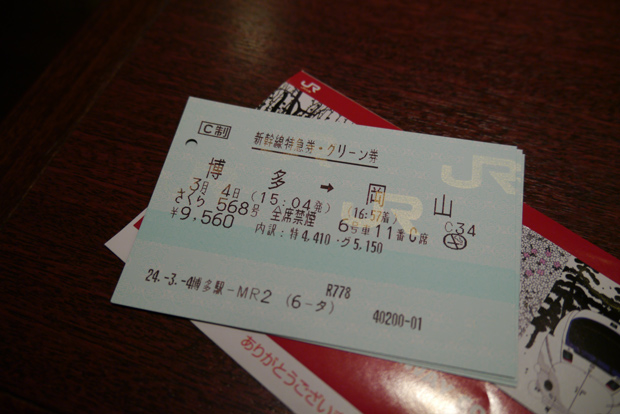 JR
C制
新幹線特急券・グリーン券
博多 → 岡山
3月 4日 (15:04発) (16:57着) C34
さくら 568号 全席禁煙 6号車11番C席
¥9,560 内訳:特4,410・グ5,150
24.-3.-4博多駅-MR2 (6-タ) R778
40200-01
JR
JR
ありがとうござい